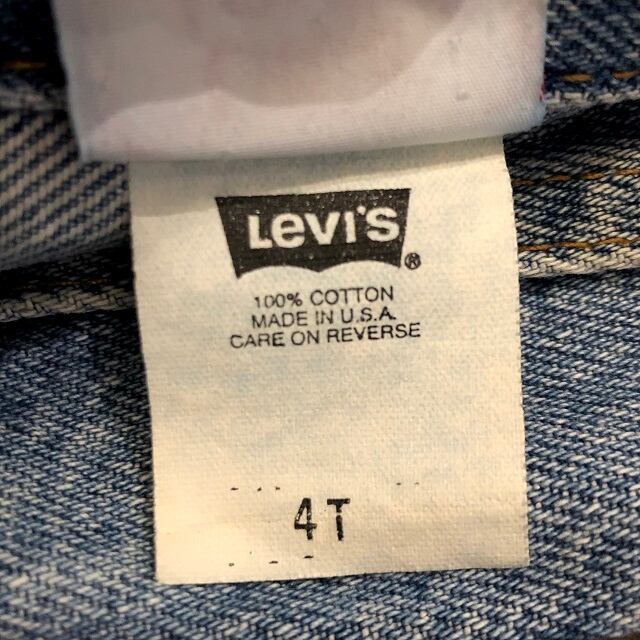 Levi's®
100% COTTON
MADE IN U.S.A.
CARE ON REVERSE
4T